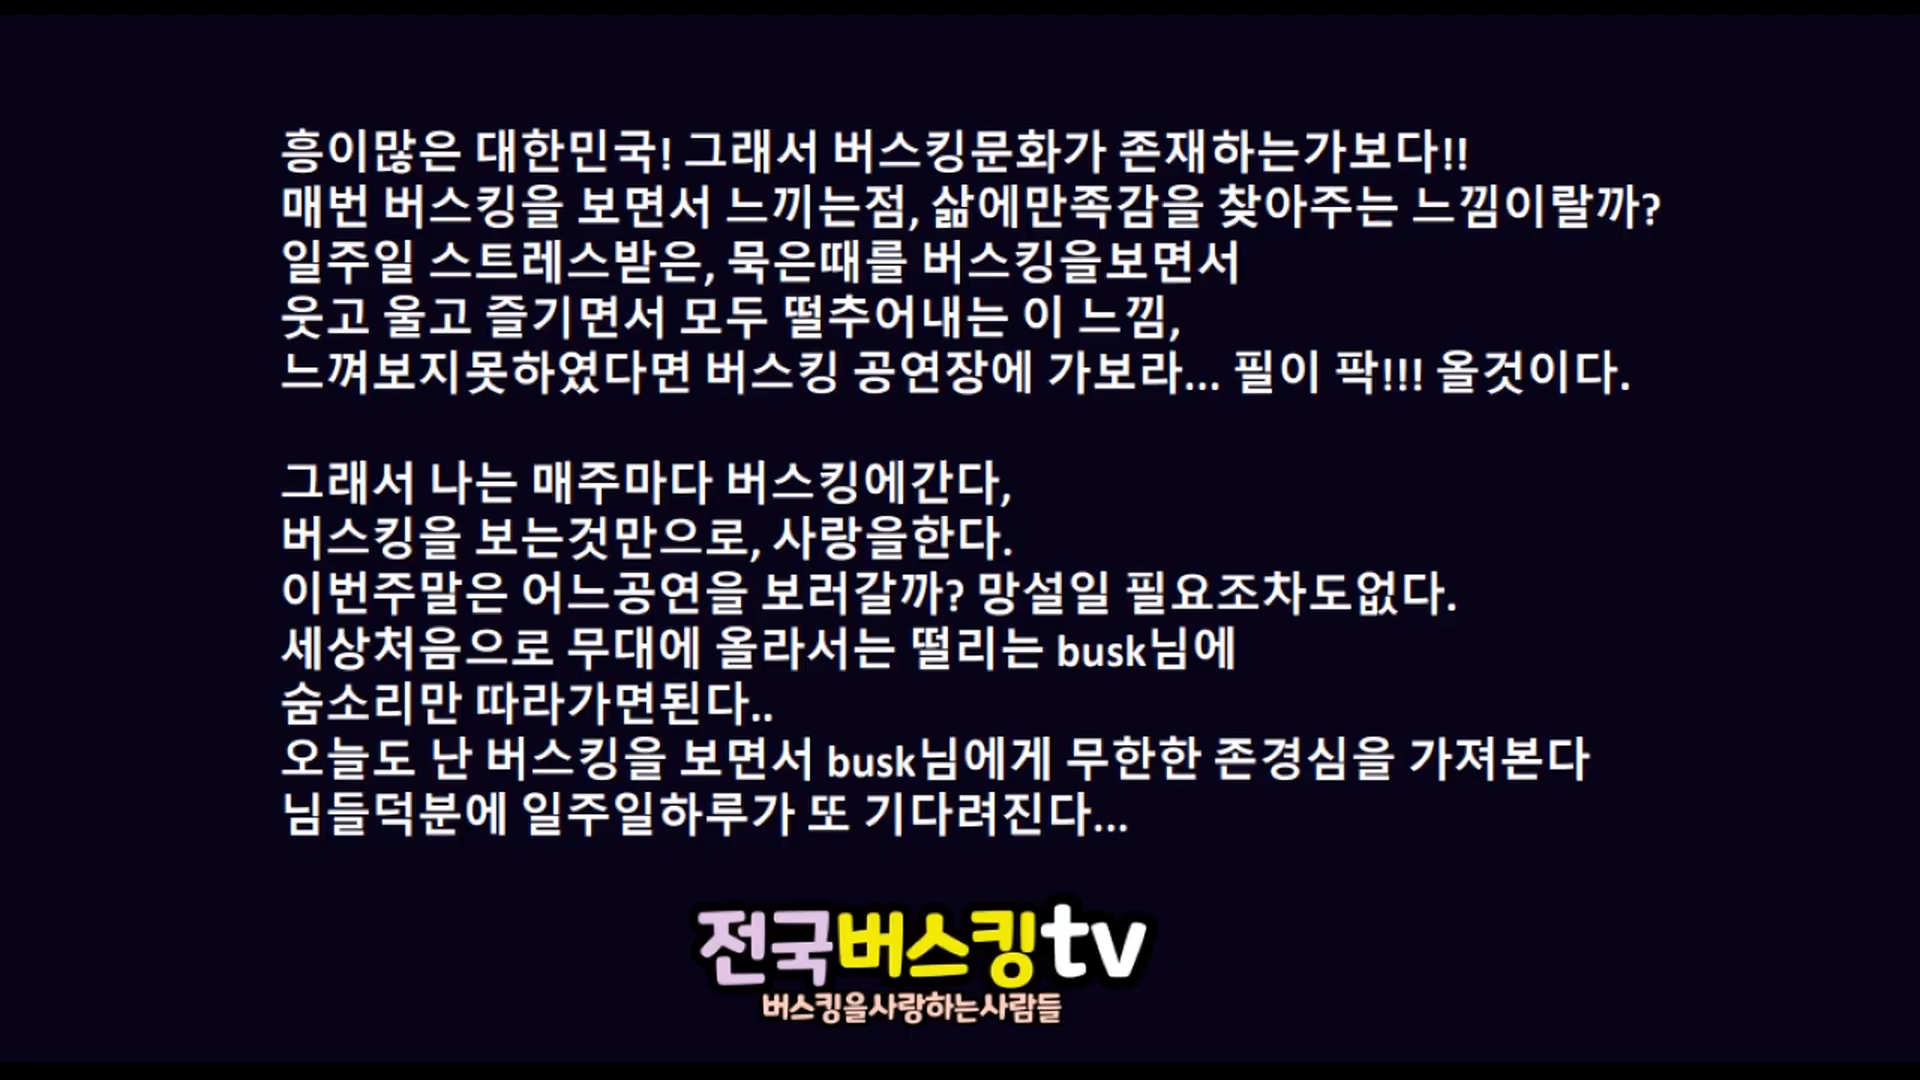 흥이많은 대한민국! 그래서 버스킹문화가 존재하는가보다!!
매번 버스킹을 보면서 느끼는점, 삶에만족감을 찾아주는 느낌이랄까?
일주일 스트레스받은, 묵은때를 버스킹을보면서
웃고 울고 즐기면서 모두 떨추어내는 이 느낌,
느껴보지못하였다면 버스킹 공연장에 가보라... 필이 팍!!! 올것이다.
그래서 나는 매주마다 버스킹에간다,
버스킹을 보는것만으로, 사랑을한다.
이번주말은 어느공연을 보러갈까? 망설일 필요조차도없다.
세상처음으로 무대에 올라서는 떨리는 busk님에
숨소리만 따라가면된다..
오늘도 난 버스킹을 보면서 busk님에게 무한한 존경심을 가져본다
님들덕분에 일주일하루가 또 기다려진다...
전국버스킹tv
버스킹을사랑하는사람들